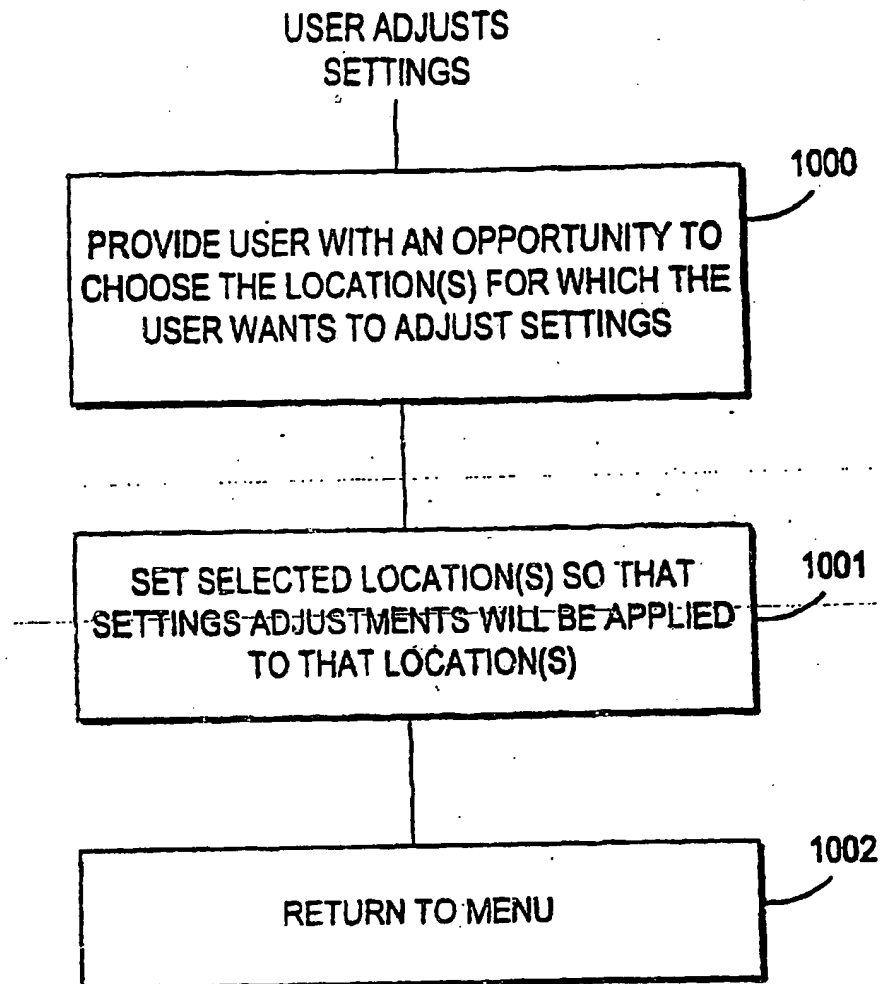 USER ADJUSTS
SETTINGS
1000
PROVIDE USER WITH AN OPPORTUNITY TO
CHOOSE THE LOCATION(S) FOR WHICH THE
USER WANTS TO ADJUST SETTINGS
1001
SET SELECTED LOCATION(S) SO THAT
SETTINGS ADJUSTMENTS WILL BE APPLIED
TO THAT LOCATION(S)
1002
RETURN TO MENU